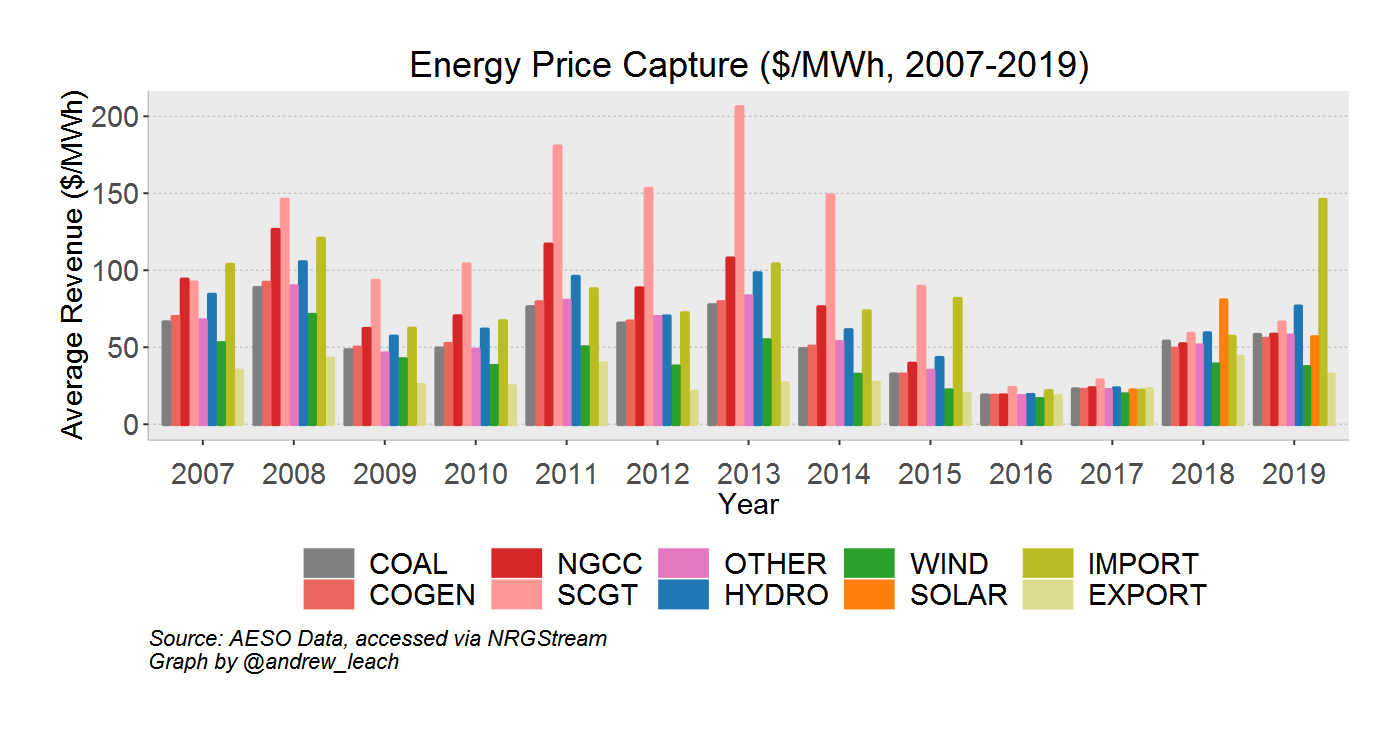 Energy Price Capture ($/MWh, 2007-2019)
Average Revenue ($/MWh)
200
150
100
50
0
2007 2008 2009 2010 2011 2012 2013 2014 2015 2016 2017 2018 2019
Year
COAL NGCC OTHER WIND IMPORT
COGEN SCGT HYDRO SOLAR EXPORT
Source: AESO Data, accessed via NRGStream
Graph by @andrew_leach